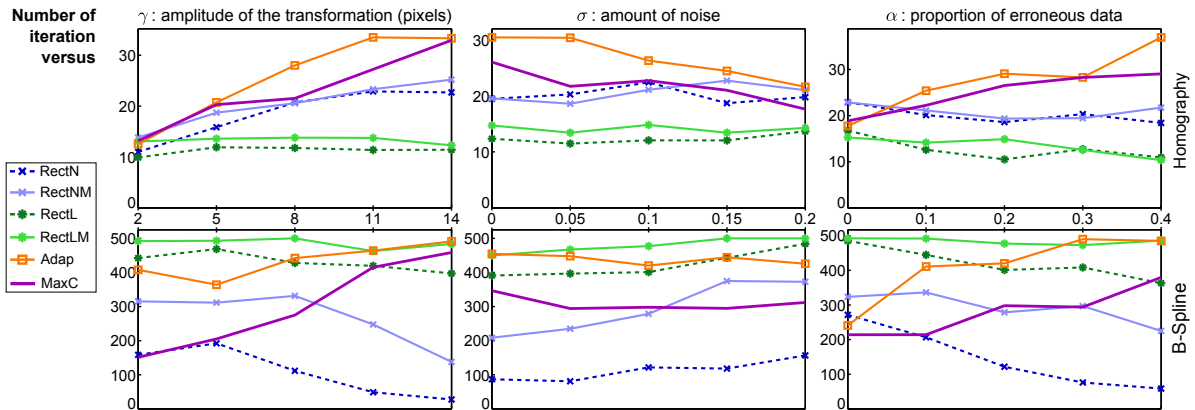 Number of
iteration
versus
γ : amplitude of the transformation (pixels)
σ : amount of noise
α : proportion of erroneous data
30
20
10
0
2 5 8 11 14
30
20
10
0
0 0.05 0.1 0.15 0.2
30
20
10
0
0 0.1 0.2 0.3 0.4
Homography
RectN
RectNM
RectL
RectLM
Adap
MaxC
500
400
300
200
100
0
500
400
300
200
100
0
500
400
300
200
100
0
B-Spline